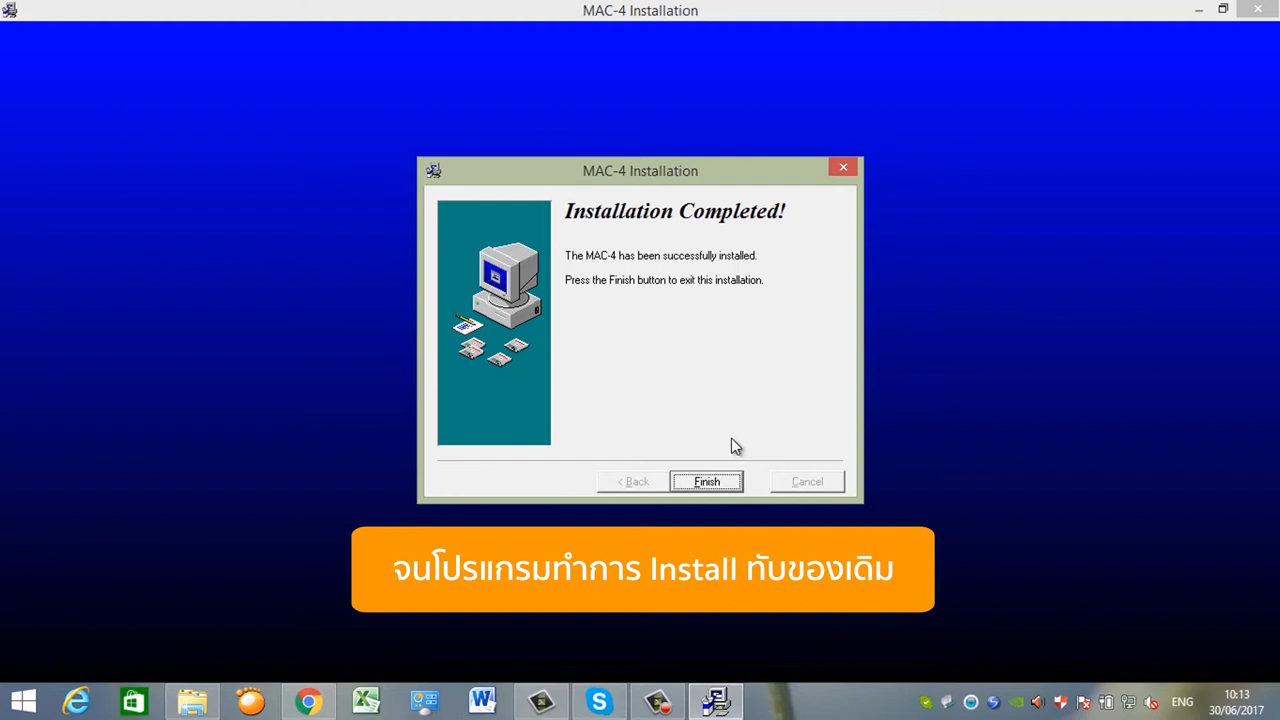 MAC-4 Installation
MAC-4 Installation
Installation Completed!
The MAC-4 has been successfully installed.
Press the Finish button to exit this installation.
< Back
Finish
Cancel
จนโปรแกรมทำการ Install ทับของเดิม
ENG
10:13
30/06/2017